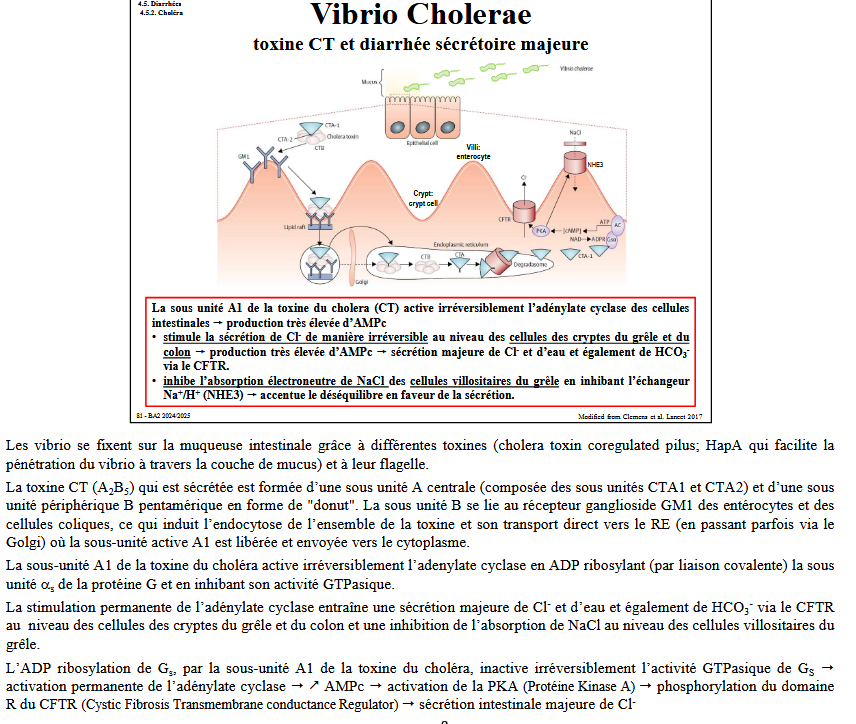 4.5. Diarrhées
4.5.2. Choléra
Vibrio Cholerae
toxine CT et diarrhée sécrétoire majeure
Vibrio cholerae
Mucus
CTA-1
CTA-2
Cholera toxin
CTB
GM1
Epithelial cell
Villi:
enterocyte
NaCl
NHE3
Cl-
Crypt:
crypt cell
CFTR
PKA
[cAMP]
ATP
AC
NAD
ADPR
Gsα
CTA-1
Lipid raft
Endoplasmic reticulum
CTB
CTA
Degradosome
Golgi
La sous unité A1 de la toxine du cholera (CT) active irréversiblement l'adénylate cyclase des cellules
intestinales → production très élevée d'AMPc
• stimule la sécrétion de Cl- de manière irréversible au niveau des cellules des cryptes du grêle et du
colon → production très élevée d'AMPc → sécrétion majeure de Cl- et d'eau et également de HCO3-
via le CFTR.
• inhibe l'absorption électroneutre de NaCl des cellules villositaires du grêle en inhibant l'échangeur
Na+/H+ (NHE3) → accentue le déséquilibre en faveur de la sécrétion.
81 - BA2 2024/2025
Modified from Clemens et al. Lancet 2017
Les vibrio se fixent sur la muqueuse intestinale grâce à différentes toxines (cholera toxin coregulated pilus; HapA qui facilite la
pénétration du vibrio à travers la couche de mucus) et à leur flagelle.
La toxine CT (A2B5) qui est sécrétée est formée d'une sous unité A centrale (composée des sous unités CTA1 et CTA2) et d'une sous
unité périphérique B pentamérique en forme de "donut". La sous unité B se lie au récepteur ganglioside GM1 des entérocytes et des
cellules coliques, ce qui induit l'endocytose de l'ensemble de la toxine et son transport direct vers le RE (en passant parfois via le
Golgi) où la sous-unité active A1 est libérée et envoyée vers le cytoplasme.
La sous-unité A1 de la toxine du choléra active irréversiblement l'adenylate cyclase en ADP ribosylant (par liaison covalente) la sous
unité αs de la protéine G et en inhibant son activité GTPasique.
La stimulation permanente de l'adénylate cyclase entraîne une sécrétion majeure de Cl- et d'eau et également de HCO3- via le CFTR
au niveau des cellules des cryptes du grêle et du colon et une inhibition de l'absorption de NaCl au niveau des cellules villositaires du
grêle.
L'ADP ribosylation de Gs, par la sous-unité A1 de la toxine du choléra, inactive irréversiblement l'activité GTPasique de GS →
activation permanente de l'adénylate cyclase → ↗ AMPc → activation de la PKA (Protéine Kinase A) → phosphorylation du domaine
R du CFTR (Cystic Fibrosis Transmembrane conductance Regulator) → sécrétion intestinale majeure de Cl-